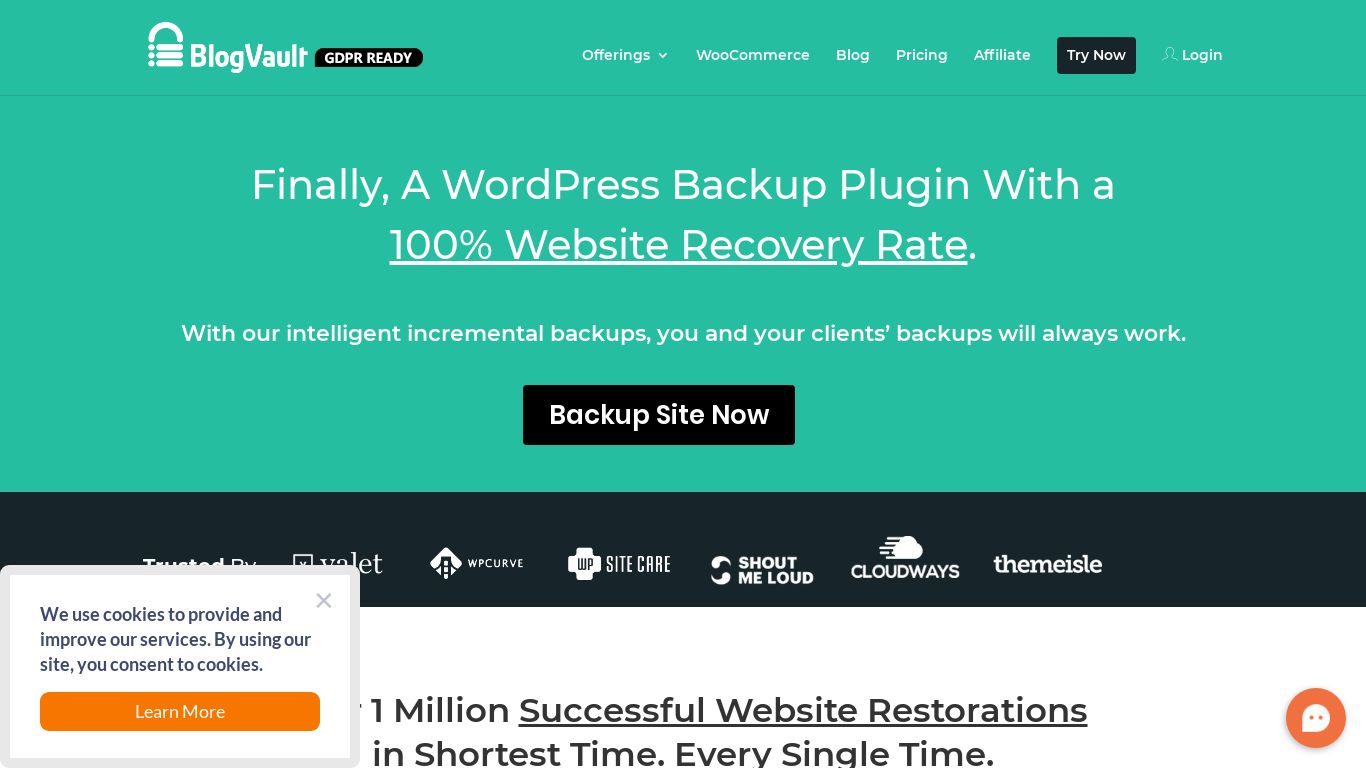 BlogVault GDPR READY
Offerings WooCommerce Blog Pricing Affiliate Try Now Login
Finally, A WordPress Backup Plugin With a
100% Website Recovery Rate.
With our intelligent incremental backups, you and your clients’ backups will always work.
Backup Site Now
Trusted By valet WPCURVE WP SITE CARE SHOUT ME LOUD CLOUDWAYS themeisle
We use cookies to provide and
improve our services. By using our
site, you consent to cookies.
Learn More
1 Million Successful Website Restorations
in Shortest Time. Every Single Time.